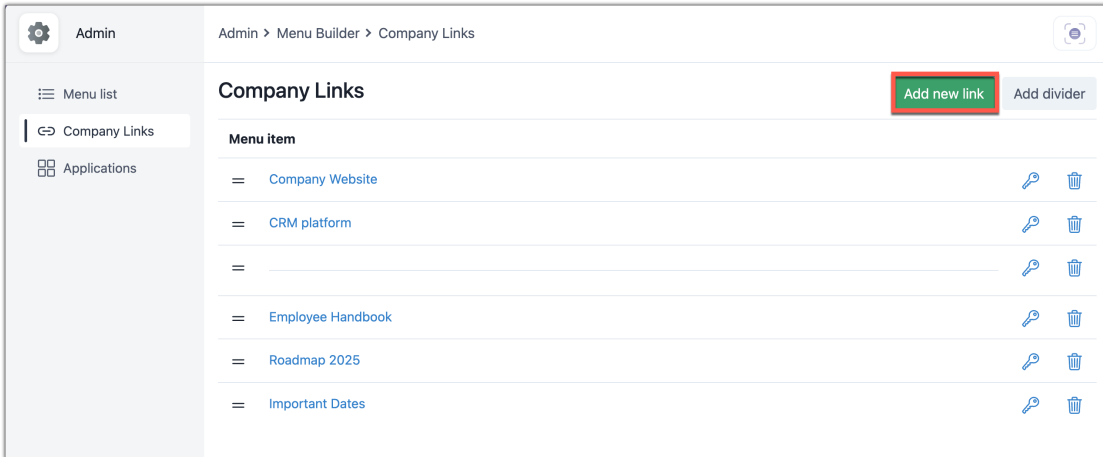 Admin
Admin > Menu Builder > Company Links
Menu list
Company Links
Applications
Company Links
Add new link
Add divider
Menu item
Company Website
CRM platform
Employee Handbook
Roadmap 2025
Important Dates